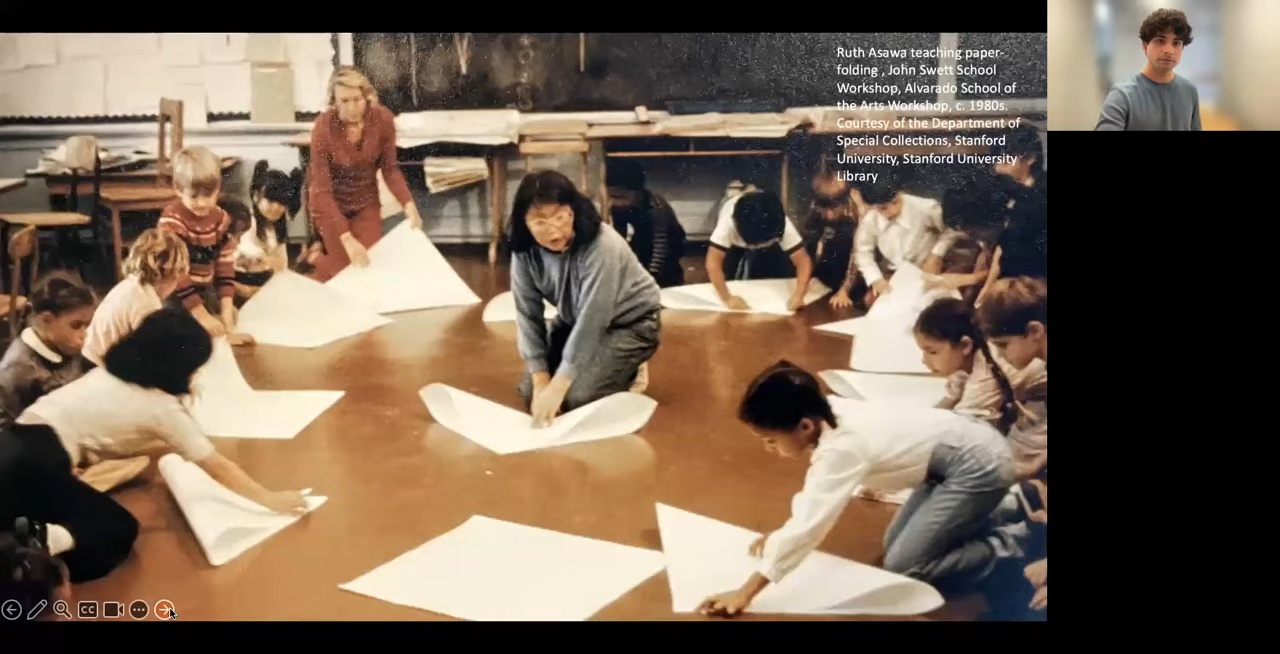 Ruth Asawa teaching paper-
folding , John Swett School
Workshop, Alvarado School of
the Arts Workshop, c. 1980s.
Courtesy of the Department of
Special Collections, Stanford
University, Stanford University
Library
CC